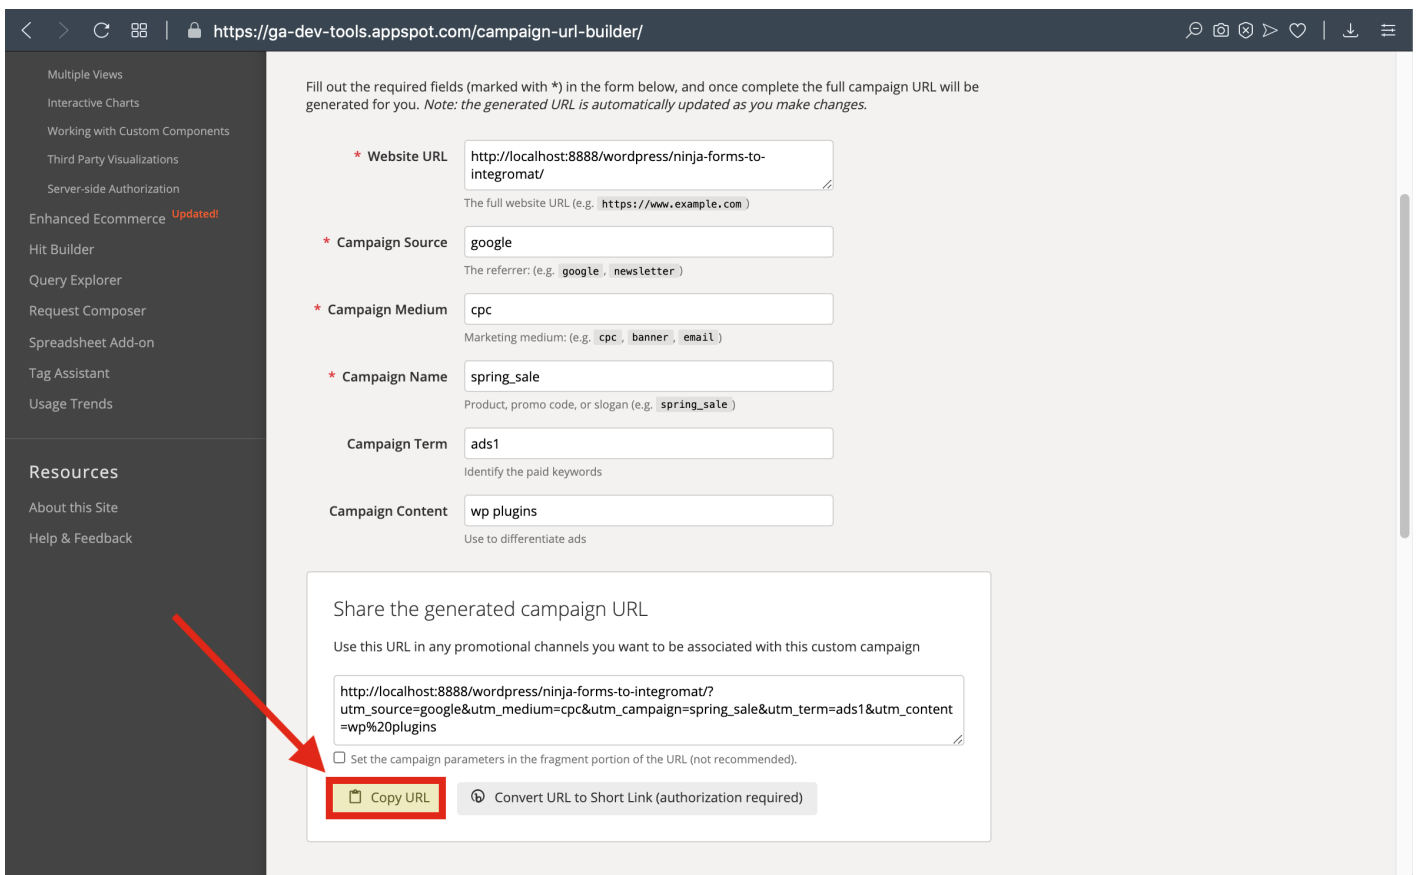 https://ga-dev-tools.appspot.com/campaign-url-builder/
Multiple Views
Interactive Charts
Working with Custom Components
Third Party Visualizations
Server-side Authorization
Enhanced Ecommerce Updated!
Hit Builder
Query Explorer
Request Composer
Spreadsheet Add-on
Tag Assistant
Usage Trends
Resources
About this Site
Help & Feedback
Fill out the required fields (marked with *) in the form below, and once complete the full campaign URL will be
generated for you. Note: the generated URL is automatically updated as you make changes.
* Website URL
http://localhost:8888/wordpress/ninja-forms-to-
integromat/
The full website URL (e.g. https://www.example.com )
* Campaign Source google
The referrer: (e.g. google , newsletter )
* Campaign Medium cpc
Marketing medium: (e.g. cpc , banner , email )
* Campaign Name spring_sale
Product, promo code, or slogan (e.g. spring_sale )
Campaign Term ads1
Identify the paid keywords
Campaign Content wp plugins
Use to differentiate ads
Share the generated campaign URL
Use this URL in any promotional channels you want to be associated with this custom campaign
http://localhost:8888/wordpress/ninja-forms-to-integromat/?
utm_source=google&utm_medium=cpc&utm_campaign=spring_sale&utm_term=ads1&utm_content
=wp%20plugins
Set the campaign parameters in the fragment portion of the URL (not recommended).
Copy URL
Convert URL to Short Link (authorization required)